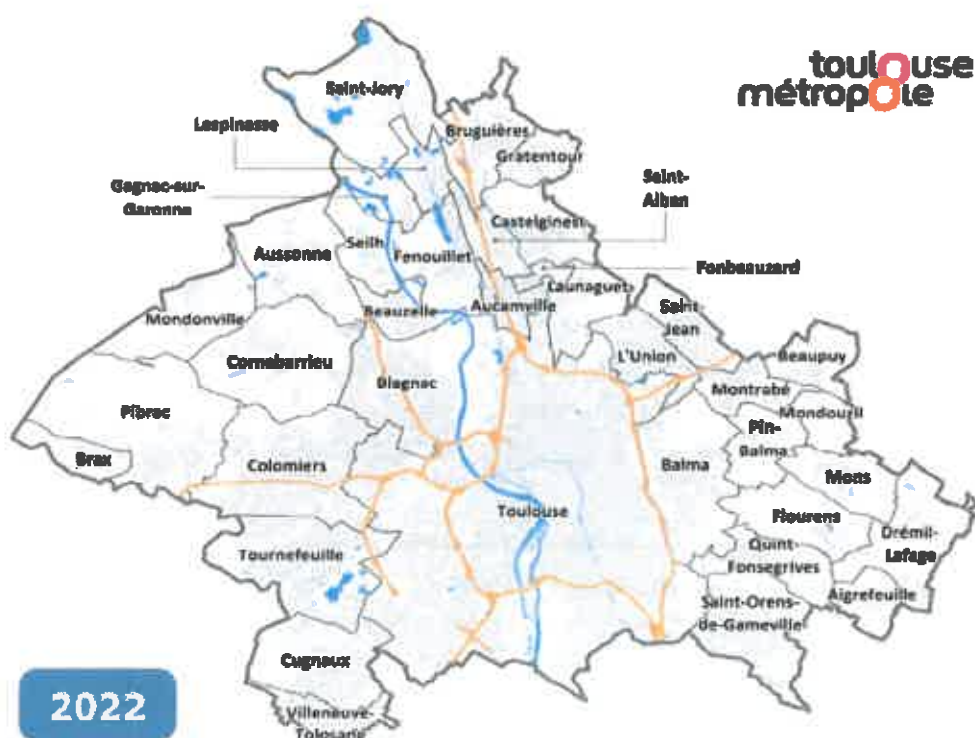 toulouse
métropole
Saint-Jory
Lespinasse
Bruguières
Gratentour
Gagnac-sur-
Garonne
Saint-
Alban
Castelginest
Seilh
Aussonne
Fenouillet
Fonbeauzard
Launaguet
Beauzelle
Aucamville
Saint-
Jean
Mondonville
L'Union
Beaupuy
Cornebarrieu
Blagnac
Montrabé
Mondouzil
Pibrac
Pin-
Balma
Brax
Colomiers
Balma
Mons
Toulouse
Flourens
Drémil-
Lafage
Tournefeuille
Quint-
Fonsegrives
Aigrefeuille
Saint-Orens-
de-Gameville
Cugnaux
2022
Villeneuve-
Tolosane